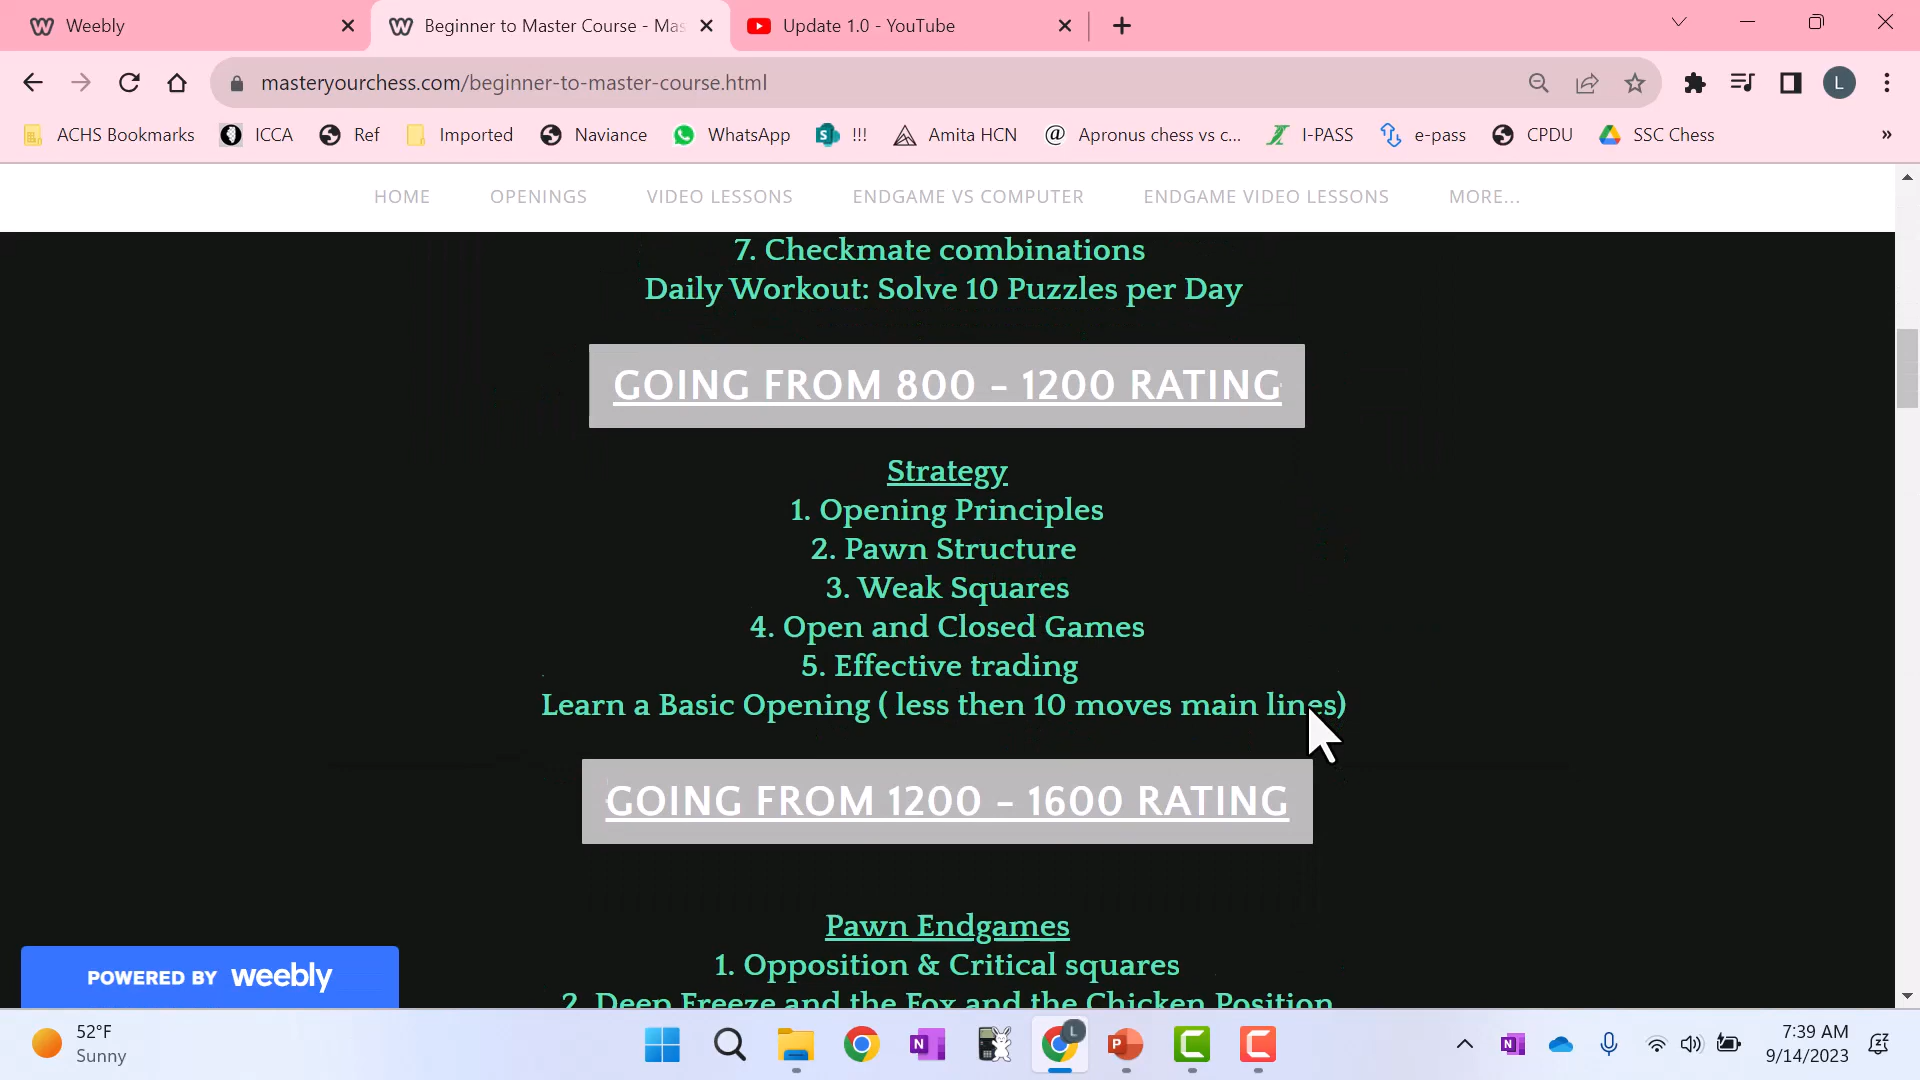 Weebly
Beginner to Master Course - Mas
Update 1.0 - YouTube
masteryourchess.com/beginner-to-master-course.html
L
ACHS Bookmarks
ICCA
Ref
Imported
Naviance
WhatsApp
!!!
Amita HCN
Apronus chess vs c...
I-PASS
e-pass
CPDU
SSC Chess
»
HOME
OPENINGS
VIDEO LESSONS
ENDGAME VS COMPUTER
ENDGAME VIDEO LESSONS
MORE...
7. Checkmate combinations
Daily Workout: Solve 10 Puzzles per Day
GOING FROM 800 – 1200 RATING
Strategy
1. Opening Principles
2. Pawn Structure
3. Weak Squares
4. Open and Closed Games
5. Effective trading
Learn a Basic Opening ( less then 10 moves main lines)
GOING FROM 1200 – 1600 RATING
Pawn Endgames
1. Opposition & Critical squares
2. Deep Freeze and the Fox and the Chicken Position
POWERED BY weebly
52°F
Sunny
7:39 AM
9/14/2023